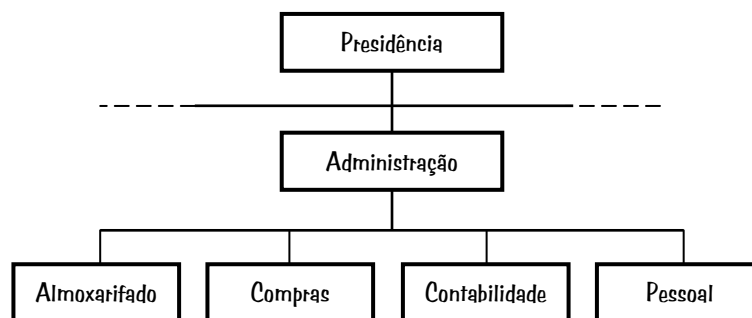 Presidência
Administração
Almoxarifado
Compras
Contabilidade
Pessoal